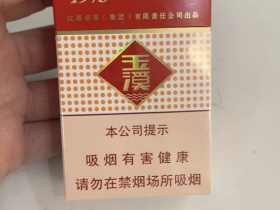 红塔烟草（集团）有限责任公司出品
玉溪
本公司提示
吸烟有害健康
请勿在禁烟场所吸烟